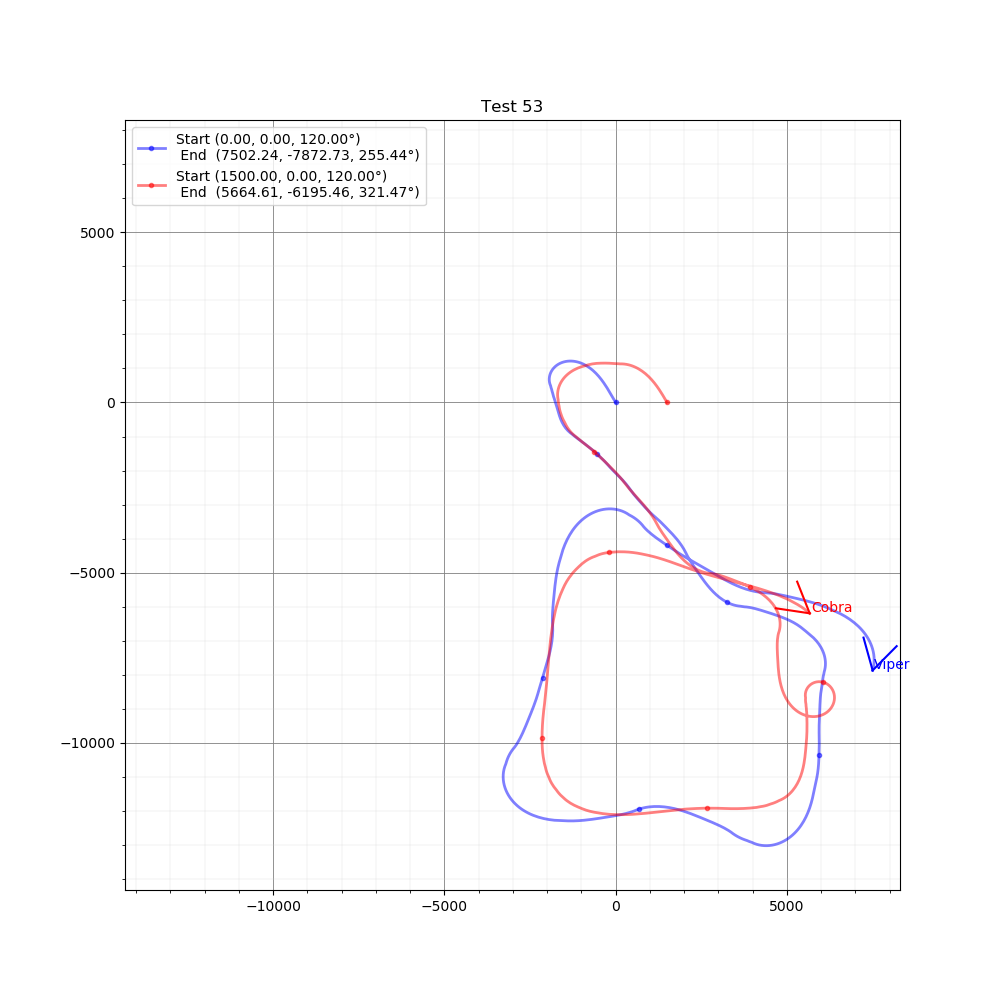 Test 53
Start (0.00, 0.00, 120.00°)
End (7502.24, -7872.73, 255.44°)
Start (1500.00, 0.00, 120.00°)
End (5664.61, -6195.46, 321.47°)
5000
0
−5000
−10000
Cobra
Viper
−10000 −5000 0 5000